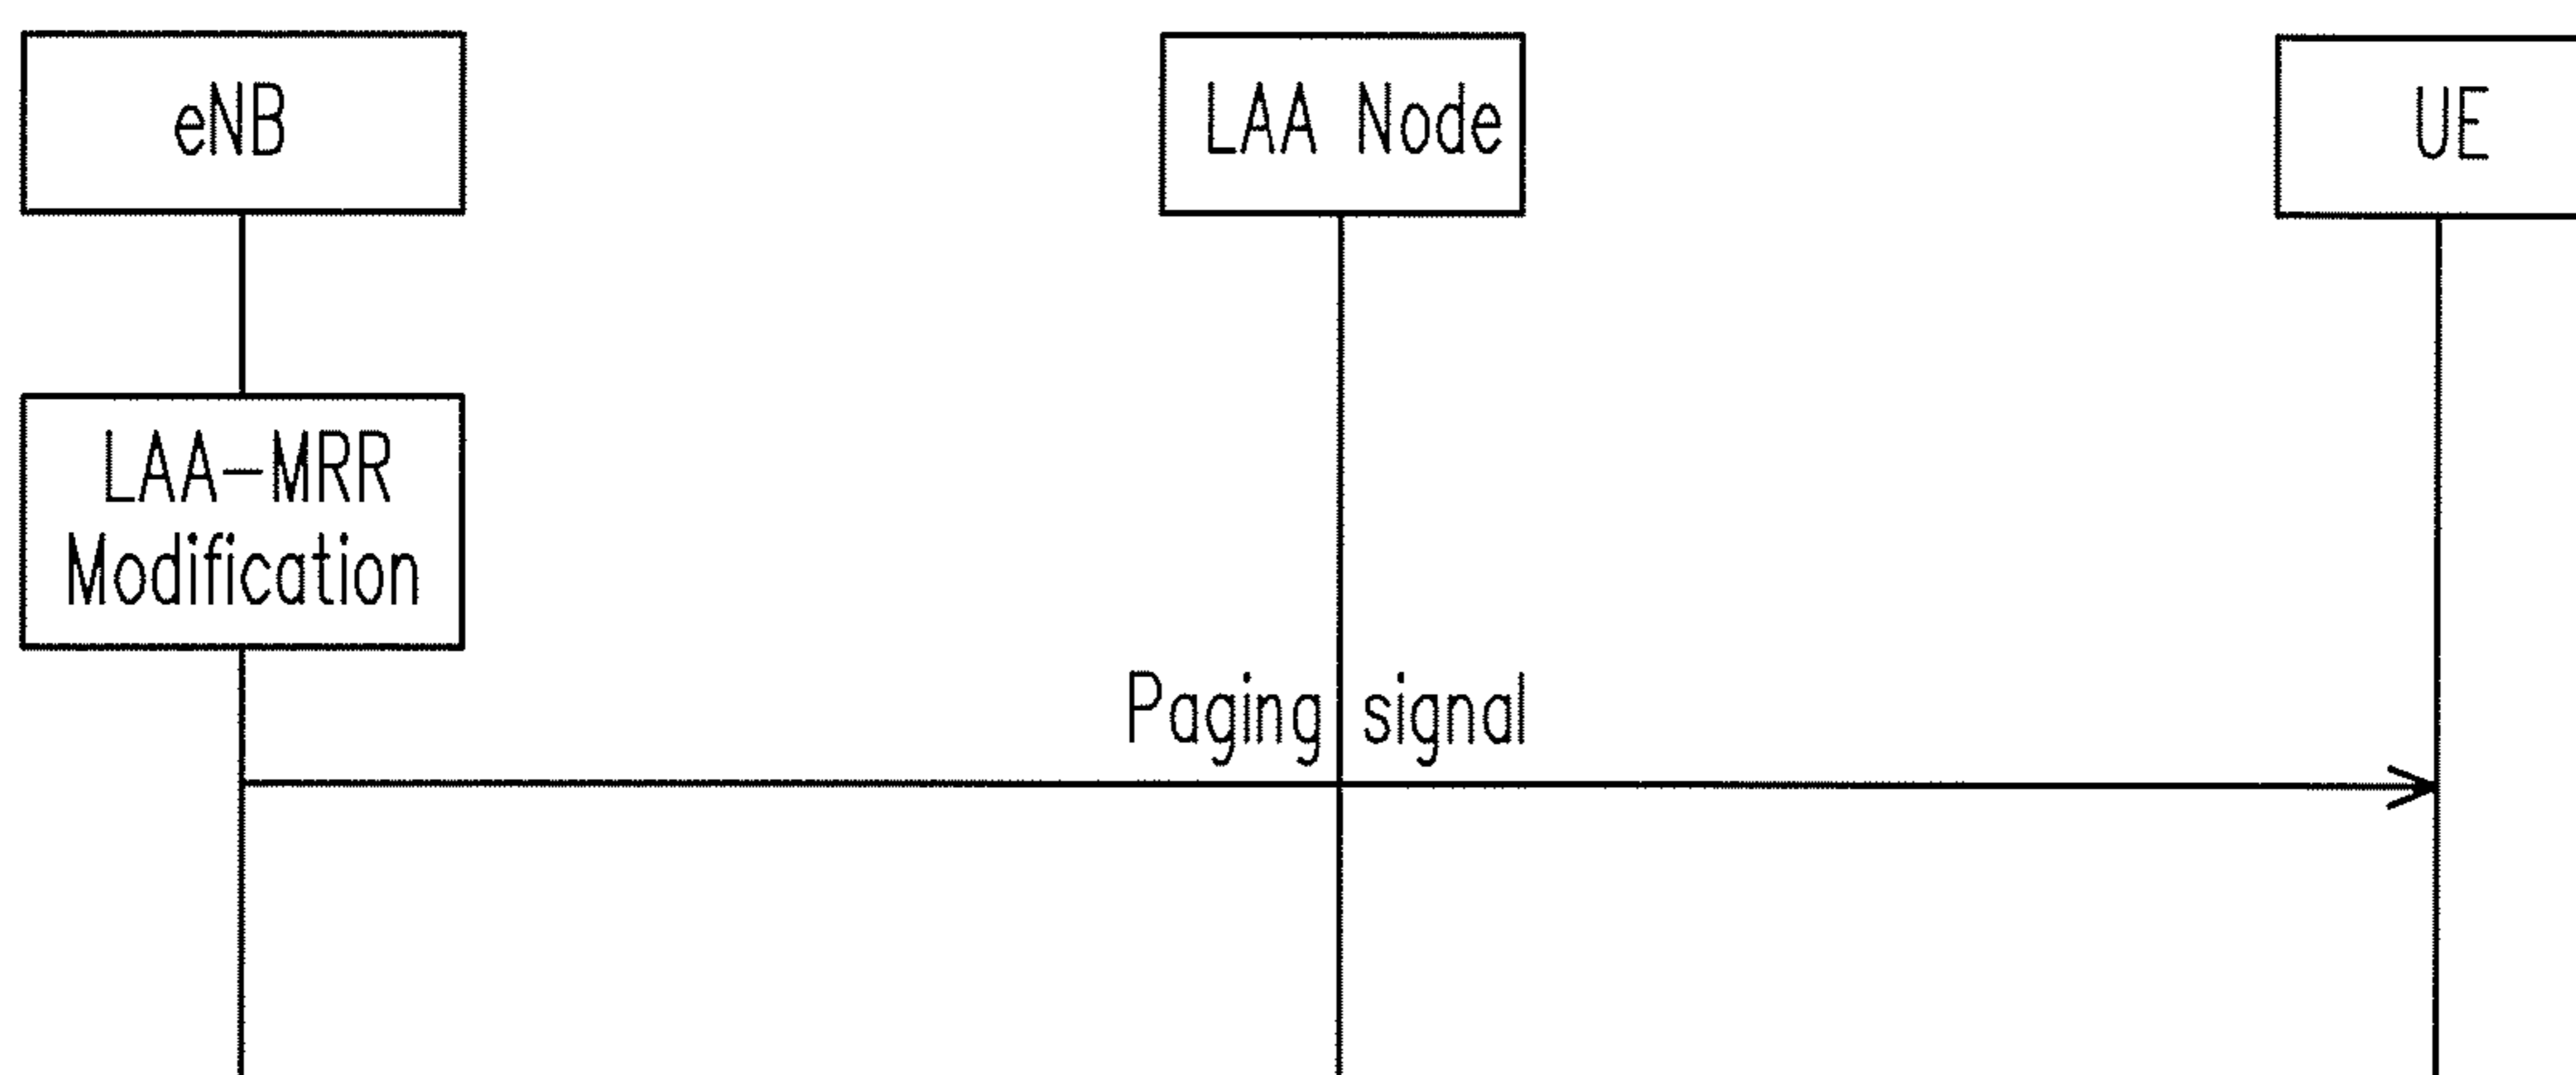 eNB
LAA Node
UE
LAA-MRR
Modification
Paging signal